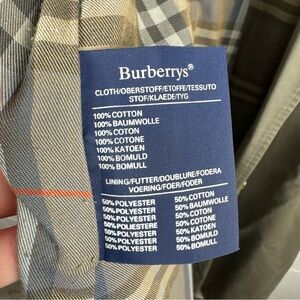 Burberrys®
CLOTH/OBERSTOFF/ETOFFE/TESSUTO
STOF/KLAEDE/TYG
100% COTTON
100% BAUMWOLLE
100% COTON
100% COTONE
100% KATOEN
100% BOMULD
100% BOMULL
LINING/FUTTER/DOUBLURE/FODERA
VOERING/FOER/FODER
50% POLYESTER 50% COTTON
50% POLYESTER 50% BAUMWOLLE
50% POLYESTER 50% COTON
50% POLIESTERE 50% COTONE
50% POLYESTER 50% KATOEN
50% POLYESTER 50% BOMULD
50% POLYESTER 50% BOMULL